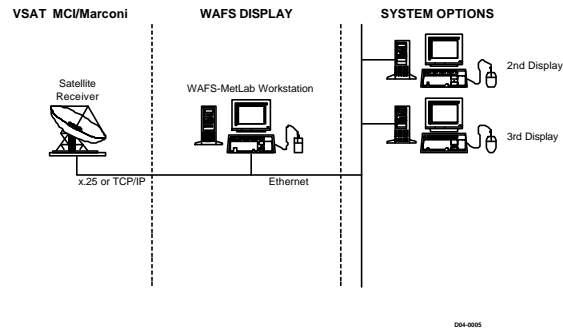 VSAT MCI/Marconi
WAFS DISPLAY
SYSTEM OPTIONS
Satellite
Receiver
WAFS-MetLab Workstation
2nd Display
3rd Display
x.25 or TCP/IP
Ethernet
D04-0005